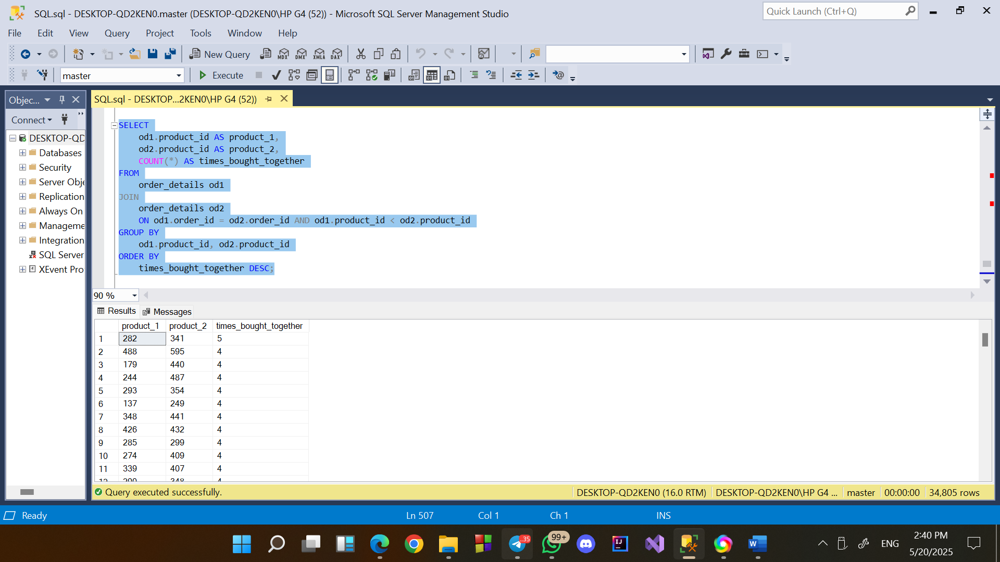 SQL.sql - DESKTOP-QD2KEN0.master (DESKTOP-QD2KEN0\HP G4 (52)) - Microsoft SQL Server Management Studio
Quick Launch (Ctrl+Q)
File Edit View Query Project Tools Window Help
New Query MDX DMX XMLA DAX
master Execute
Objec...
SQL.sql - DESKTOP...2KEN0\HP G4 (52))
Connect
DESKTOP-QD
Databases
Security
Server Obje
Replication
Always On
Manageme
Integration
SQL Server
XEvent Pro
SELECT
od1.product_id AS product_1,
od2.product_id AS product_2,
COUNT(*) AS times_bought_together
FROM
order_details od1
JOIN
order_details od2
ON od1.order_id = od2.order_id AND od1.product_id < od2.product_id
GROUP BY
od1.product_id, od2.product_id
ORDER BY
times_bought_together DESC;
90 %
Results Messages
product_1 product_2 times_bought_together
1 282 341 5
2 488 595 4
3 179 440 4
4 244 487 4
5 293 354 4
6 137 249 4
7 348 441 4
8 426 432 4
9 285 299 4
10 274 409 4
11 339 407 4
Query executed successfully. DESKTOP-QD2KEN0 (16.0 RTM) DESKTOP-QD2KEN0\HP G4 ... master 00:00:00 34,805 rows
Ready Ln 507 Col 1 Ch 1 INS
35 99+ IJ W ENG 2:40 PM
5/20/2025